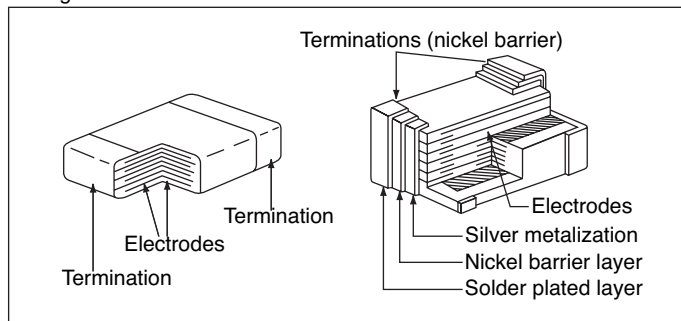 Terminations (nickel barrier)
Electrodes
Termination
Electrodes
Termination
Silver metalization
Nickel barrier layer
Solder plated layer